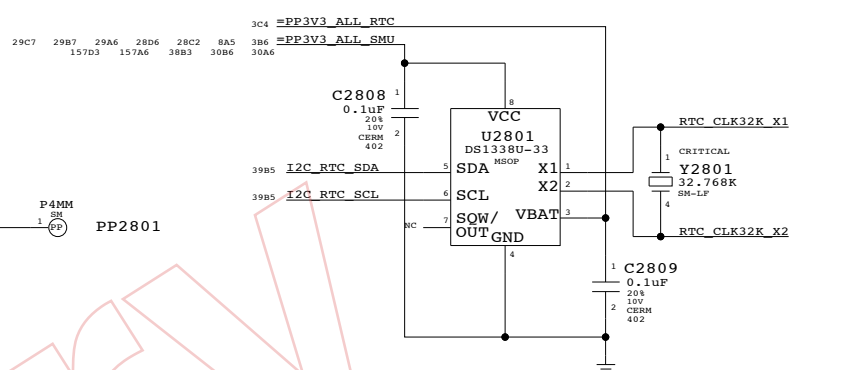 3C4 =PP3V3_ALL_RTC
29C7 29B7 29A6 28D6 28C2 8A5 3B6 =PP3V3_ALL_SMU
157D3 157A6 38B3 30B6 30A6
C2808 1
0.1uF
20%
10V
CERM 2
402
8
VCC
U2801
DS1338U-33
MSOP
RTC_CLK32K_X1
1 CRITICAL
Y2801
32.768K
SM-LF
4
RTC_CLK32K_X2
39B5 I2C_RTC_SDA 5 SDA X1 1
X2 2
39B5 I2C_RTC_SCL 6 SCL
VBAT 3
NC 7 SQW/
OUT GND
4
P4MM
SM
1 PP PP2801
1 C2809
0.1uF
20%
10V
2 CERM
402